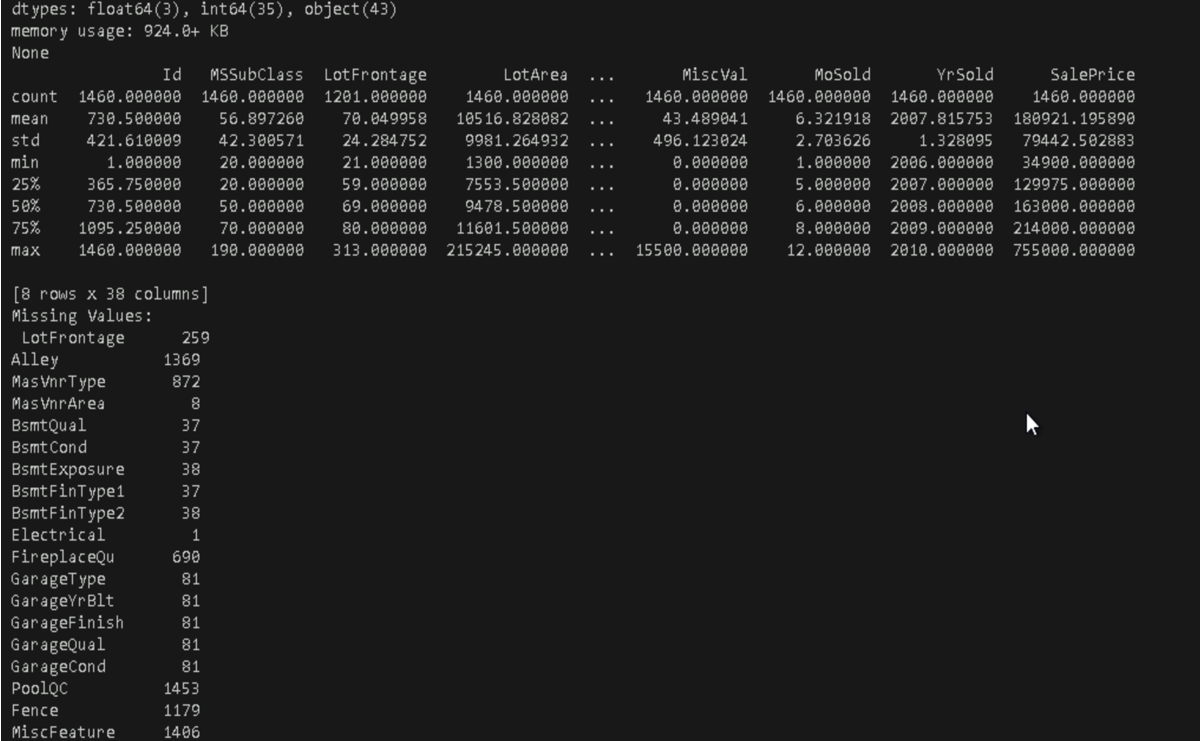 dtypes: float64(3), int64(35), object(43)
memory usage: 924.0+ KB
None
                Id   MSSubClass  LotFrontage        LotArea  ...       MiscVal       MoSold       YrSold      SalePrice
count  1460.000000  1460.000000  1201.000000    1460.000000  ...   1460.000000  1460.000000  1460.000000    1460.000000
mean    730.500000    56.897260    70.049958   10516.828082  ...     43.489041     6.321918  2007.815753  180921.195890
std     421.610009    42.300571    24.284752    9981.264932  ...    496.123024     2.703626     1.328095   79442.502883
min       1.000000    20.000000    21.000000    1300.000000  ...      0.000000     1.000000  2006.000000   34900.000000
25%     365.750000    20.000000    59.000000    7553.500000  ...      0.000000     5.000000  2007.000000  129975.000000
50%     730.500000    50.000000    69.000000    9478.500000  ...      0.000000     6.000000  2008.000000  163000.000000
75%    1095.250000    70.000000    80.000000   11601.500000  ...      0.000000     8.000000  2009.000000  214000.000000
max    1460.000000   190.000000   313.000000  215245.000000  ...  15500.000000    12.000000  2010.000000  755000.000000
[8 rows x 38 columns]
Missing Values:
 LotFrontage      259
Alley           1369
MasVnrType       872
MasVnrArea         8
BsmtQual          37
BsmtCond          37
BsmtExposure      38
BsmtFinType1      37
BsmtFinType2      38
Electrical         1
FireplaceQu      690
GarageType        81
GarageYrBlt       81
GarageFinish      81
GarageQual        81
GarageCond        81
PoolQC          1453
Fence           1179
MiscFeature     1406